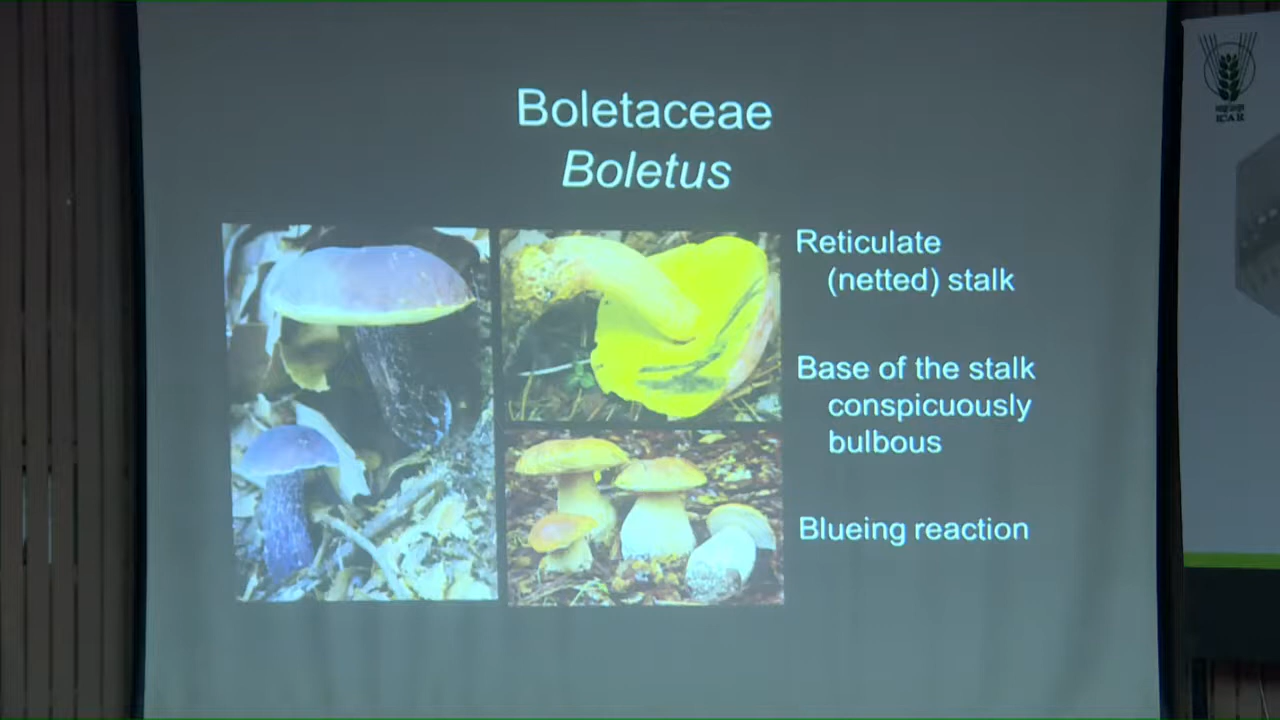 Boletaceae
Boletus
Reticulate
(netted) stalk
Base of the stalk
conspicuously
bulbous
Blueing reaction
ICAR